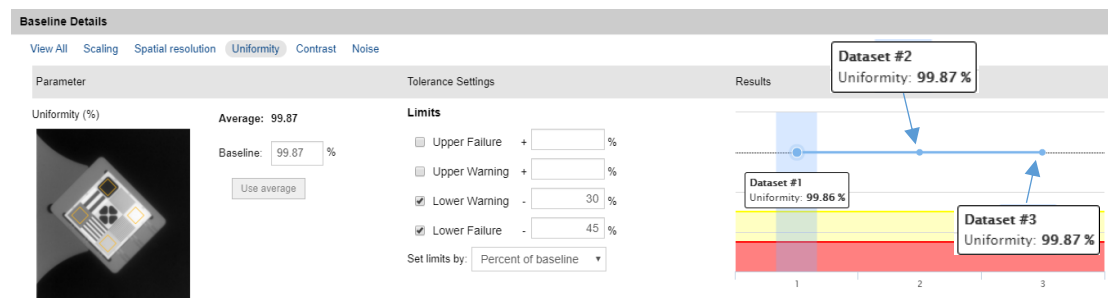 Baseline Details
View All Scaling Spatial resolution Uniformity Contrast Noise
Parameter Tolerance Settings Results
Uniformity (%)
Average: 99.87
Baseline: 99.87 %
Use average
Limits
Upper Failure + %
Upper Warning + %
Lower Warning - 30 %
Lower Failure - 45 %
Set limits by: Percent of baseline
Dataset #2
Uniformity: 99.87 %
Dataset #1
Uniformity: 99.86 %
Dataset #3
Uniformity: 99.87 %
1 2 3